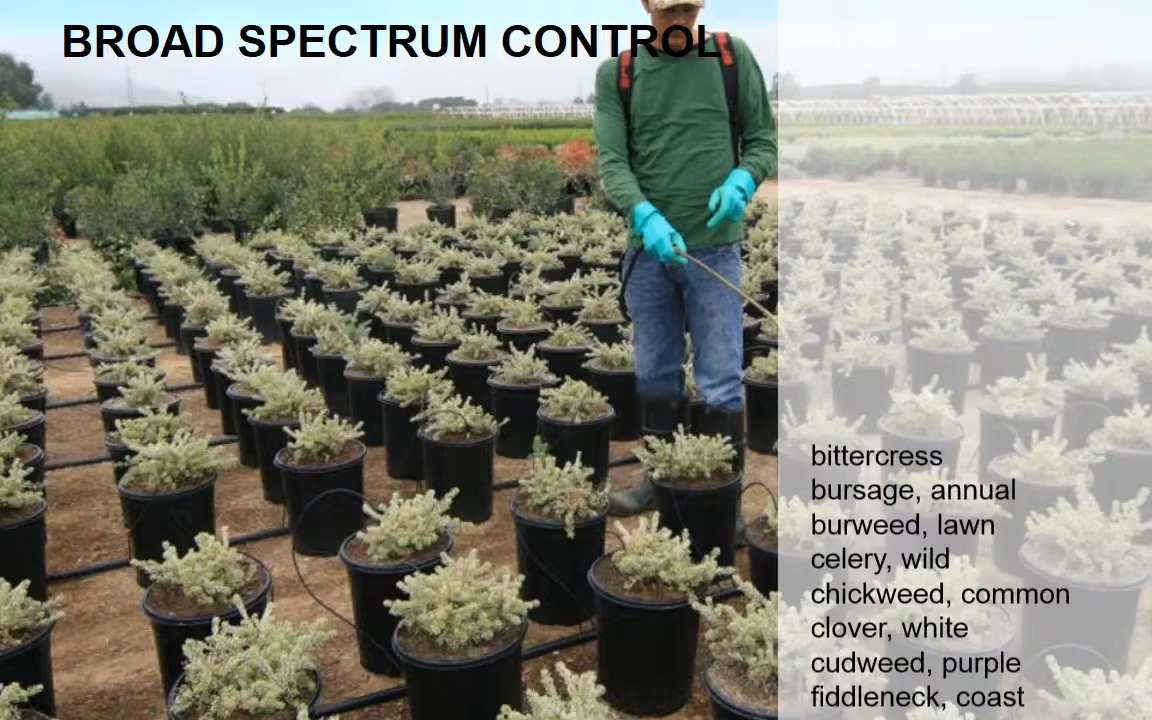 BROAD SPECTRUM CONTROL
bittercress
bursage, annual
burweed, lawn
celery, wild
chickweed, common
clover, white
cudweed, purple
fiddleneck, coast